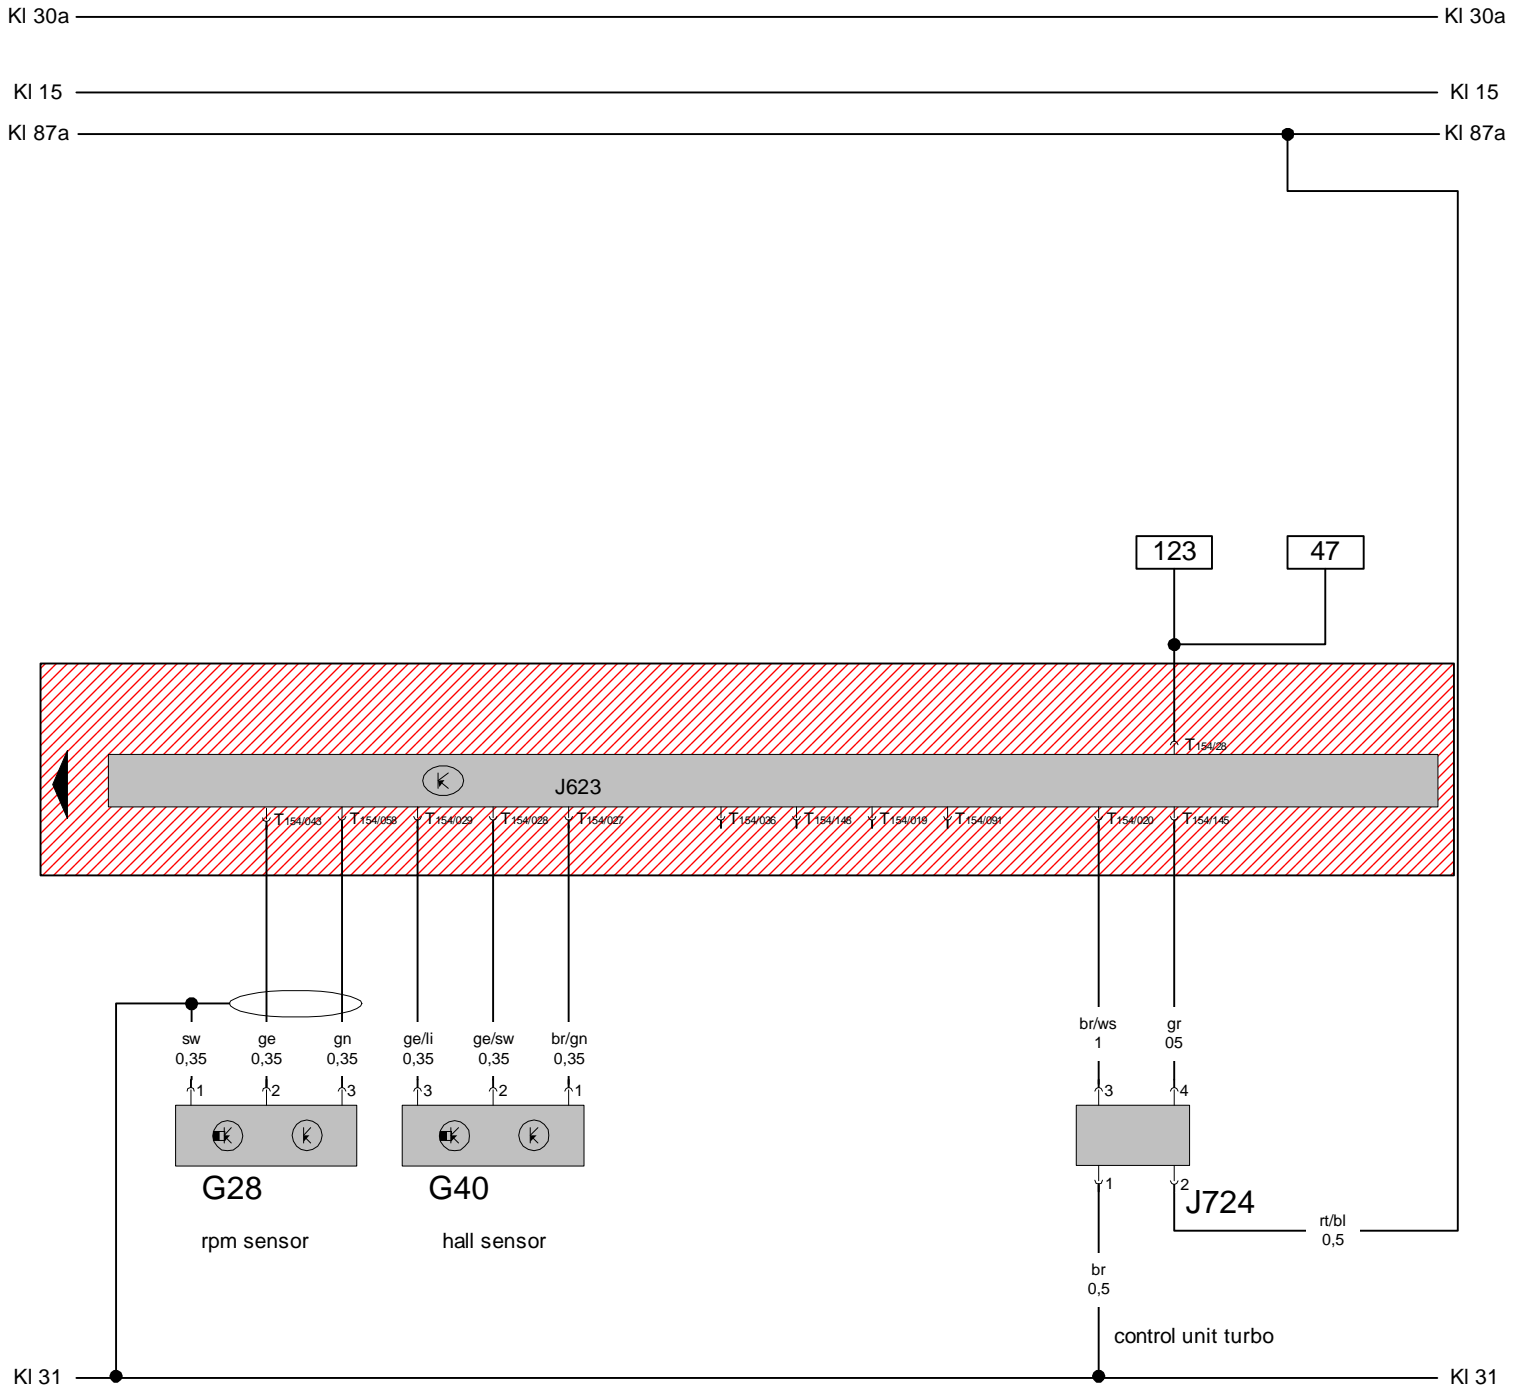 Kl 30a Kl 30a
Kl 15 Kl 15
Kl 87a Kl 87a
123 47
T154/28
J623
T154/043 T154/058 T154/029 T154/028 T154/027 T154/036 T154/148 T154/019 T154/091 T154/020 T154/145
sw ge gn ge/li ge/sw br/gn br/ws gr
0,35 0,35 0,35 0,35 0,35 0,35 1 05
1 2 3 3 2 1 3 4
1 2
G28 G40 J724
rt/bl
0,5
rpm sensor hall sensor
br
0,5
control unit turbo
Kl 31 Kl 31